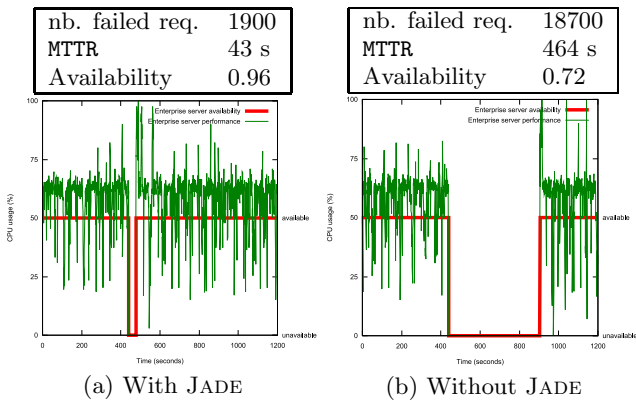 nb. failed req. 1900
MTTR 43 s
Availability 0.96
nb. failed req. 18700
MTTR 464 s
Availability 0.72
100
75
50
25
0
CPU usage (%)
Enterprise server availability
Enterprise server performance
available
unavailable
0 200 400 600 800 1000 1200
Time (seconds)
(a) With JADE
100
75
50
25
0
CPU usage (%)
Enterprise server availability
Enterprise server performance
available
unavailable
0 200 400 600 800 1000 1200
Time (seconds)
(b) Without JADE